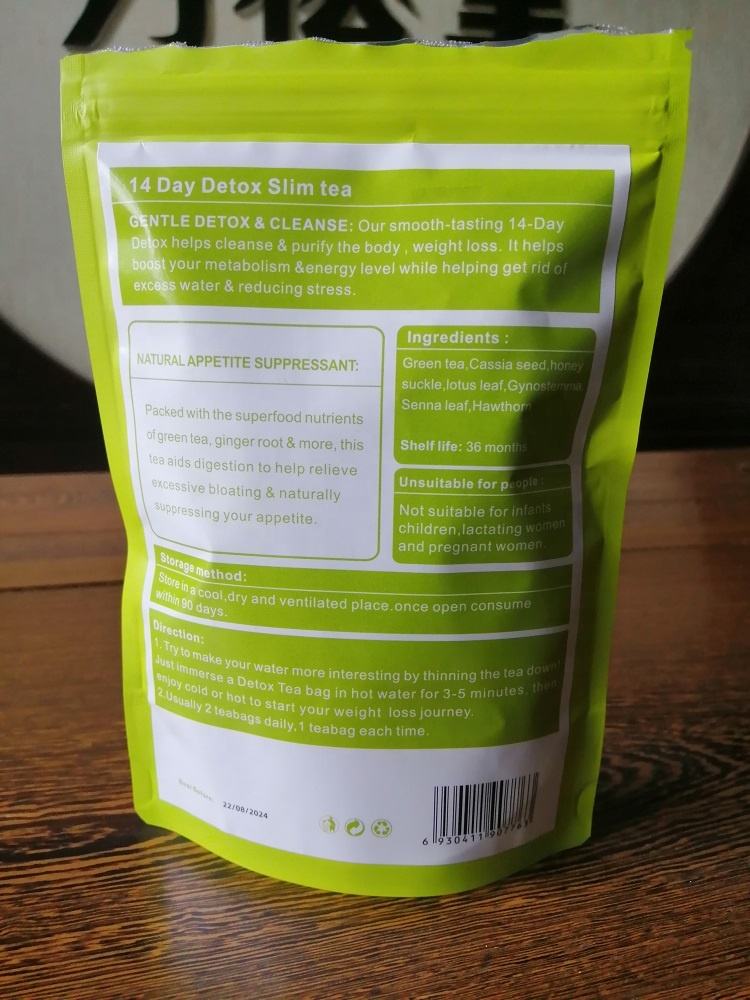 14 Day Detox Slim tea
GENTLE DETOX & CLEANSE: Our smooth-tasting 14-Day
Detox helps cleanse & purify the body , weight loss. It helps
boost your metabolism &energy level while helping get rid of
excess water & reducing stress.
NATURAL APPETITE SUPPRESSANT:
Packed with the superfood nutrients
of green tea, ginger root & more, this
tea aids digestion to help relieve
excessive bloating & naturally
suppressing your appetite.
Ingredients :
Green tea,Cassia seed,honey
suckle,lotus leaf,Gynostemma
Senna leaf,Hawthorn
Shelf life: 36 months
Unsuitable for people :
Not suitable for infants
children,lactating women
and pregnant women.
Storage method:
Store in a cool,dry and ventilated place.once open consume
within 90 days.
Direction:
1. Try to make your water more interesting by thinning the tea down!
Just immerse a Detox Tea bag in hot water for 3-5 minutes, then
enjoy cold or hot to start your weight loss journey.
2.Usually 2 teabags daily,1 teabag each time.
Best Before:
22/08/2024